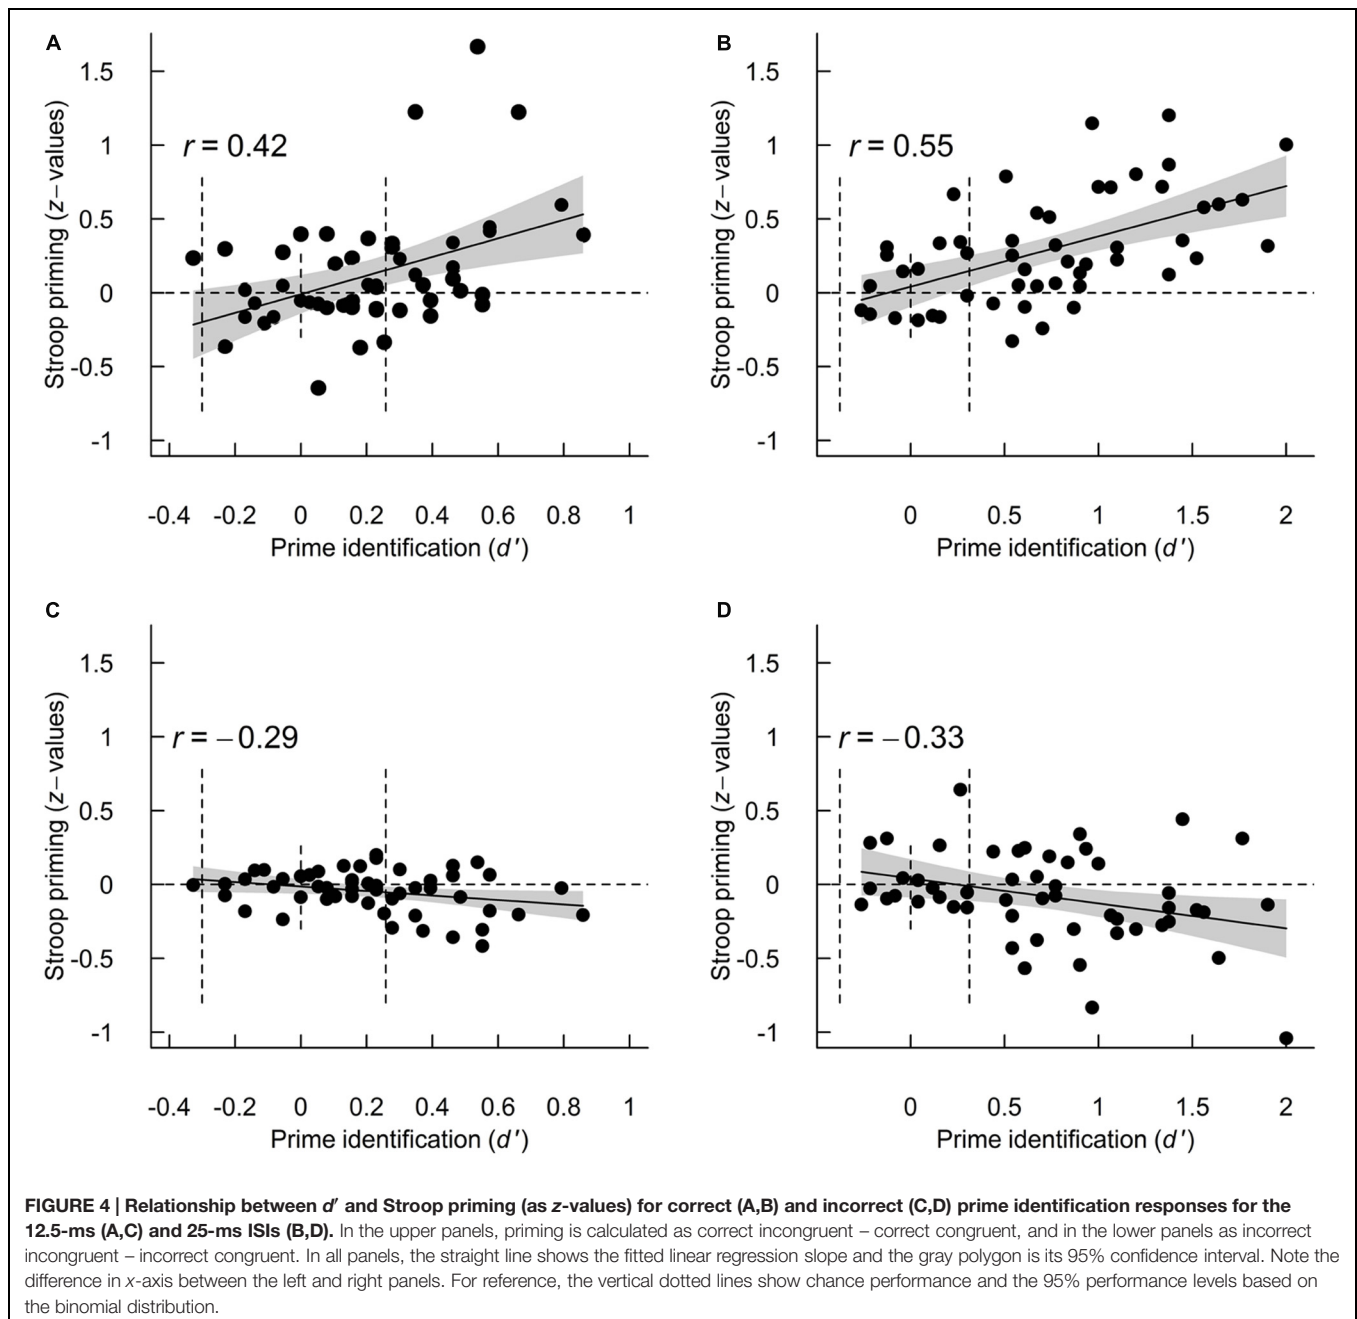 A
Stroop priming (z−values)
1.5
1
0.5
0
-0.5
-1
r = 0.42
-0.4 -0.2 0 0.2 0.4 0.6 0.8 1
Prime identification (d′)
B
Stroop priming (z−values)
1.5
1
0.5
0
-0.5
-1
r = 0.55
0 0.5 1 1.5 2
Prime identification (d′)
C
Stroop priming (z−values)
1.5
1
0.5
0
-0.5
-1
r = −0.29
-0.4 -0.2 0 0.2 0.4 0.6 0.8 1
Prime identification (d′)
D
Stroop priming (z−values)
1.5
1
0.5
0
-0.5
-1
r = −0.33
0 0.5 1 1.5 2
Prime identification (d′)
FIGURE 4 | Relationship between d′ and Stroop priming (as z-values) for correct (A,B) and incorrect (C,D) prime identification responses for the
12.5-ms (A,C) and 25-ms ISIs (B,D). In the upper panels, priming is calculated as correct incongruent – correct congruent, and in the lower panels as incorrect
incongruent – incorrect congruent. In all panels, the straight line shows the fitted linear regression slope and the gray polygon is its 95% confidence interval. Note the
difference in x-axis between the left and right panels. For reference, the vertical dotted lines show chance performance and the 95% performance levels based on
the binomial distribution.